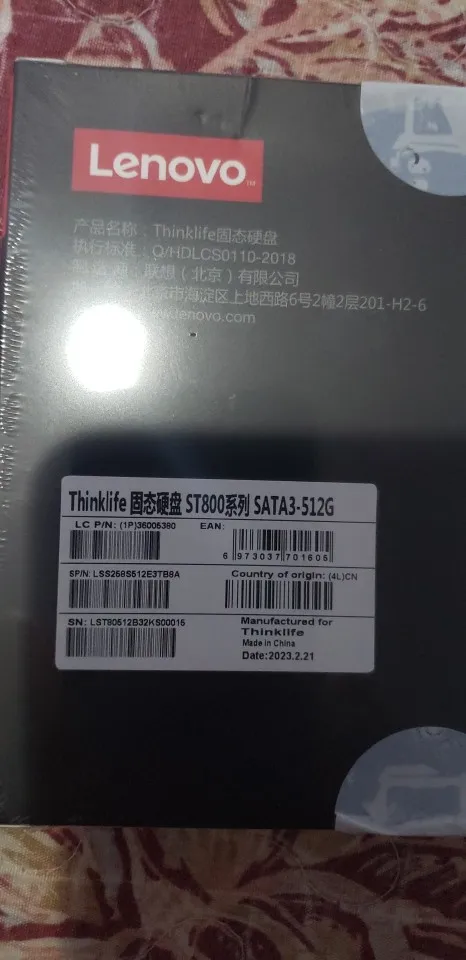 Lenovo
产品名称：Thinklife固态硬盘
执行标准：Q/HDLCS0110-2018
联想（北京）有限公司
北京市海淀区上地西路6号2幢2层201-H2-6
.lenovo.com
Thinklife 固态硬盘 ST800系列 SATA3-512G
LC P/N: (1P)36005380 EAN:
6 973037 701605
SP/N: LSS258S512E3TB8A Country of origin: (4L)CN
SN: LST80512B32KS00015 Manufactured for
Thinklife
Made in China
Date:2023.2.21